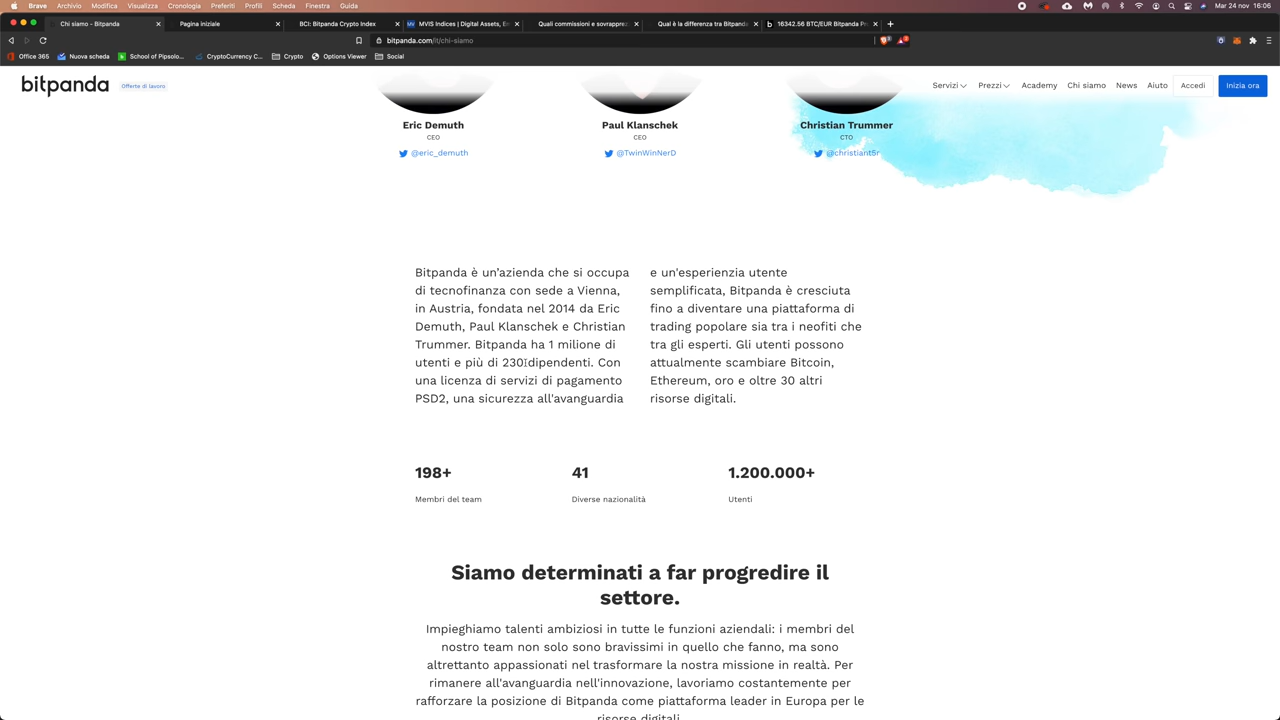 Brave Archivio Modifica Visualizza Cronologia Preferiti Profili Scheda Finestra Guida Mar 24 nov 16:06
Chi siamo - Bitpanda Pagina Iniziale BCI: Bitpanda Crypto Index MVIS Indices | Digital Assets, E Quali commissioni e sovrapprez Qual è la differenza tra Bitpanda 16342.56 BTC/EUR Bitpanda Pr
bitpanda.com/it/chi-siamo
Office 365 Nuova scheda School of Pipsolo... CryptoCurrency C... Crypto Options Viewer Social
bitpanda Offerte di lavoro Servizi Prezzi Academy Chi siamo News Aiuto Accedi Inizia ora
Eric Demuth Paul Klanschek Christian Trummer
CEO CEO CTO
@eric_demuth @TwinWinNerD @christiant5r
Bitpanda è un'azienda che si occupa
di tecnofinanza con sede a Vienna,
in Austria, fondata nel 2014 da Eric
Demuth, Paul Klanschek e Christian
Trummer. Bitpanda ha 1 milione di
utenti e più di 230 dipendenti. Con
una licenza di servizi di pagamento
PSD2, una sicurezza all'avanguardia
e un'esperienzia utente
semplificata, Bitpanda è cresciuta
fino a diventare una piattaforma di
trading popolare sia tra i neofiti che
tra gli esperti. Gli utenti possono
attualmente scambiare Bitcoin,
Ethereum, oro e oltre 30 altri
risorse digitali.
198+ 41 1.200.000+
Membri del team Diverse nazionalità Utenti
Siamo determinati a far progredire il
settore.
Impieghiamo talenti ambiziosi in tutte le funzioni aziendali: i membri del
nostro team non solo sono bravissimi in quello che fanno, ma sono
altrettanto appassionati nel trasformare la nostra missione in realtà. Per
rimanere all'avanguardia nell'innovazione, lavoriamo costantemente per
rafforzare la posizione di Bitpanda come piattaforma leader in Europa per le
risorse digitali.